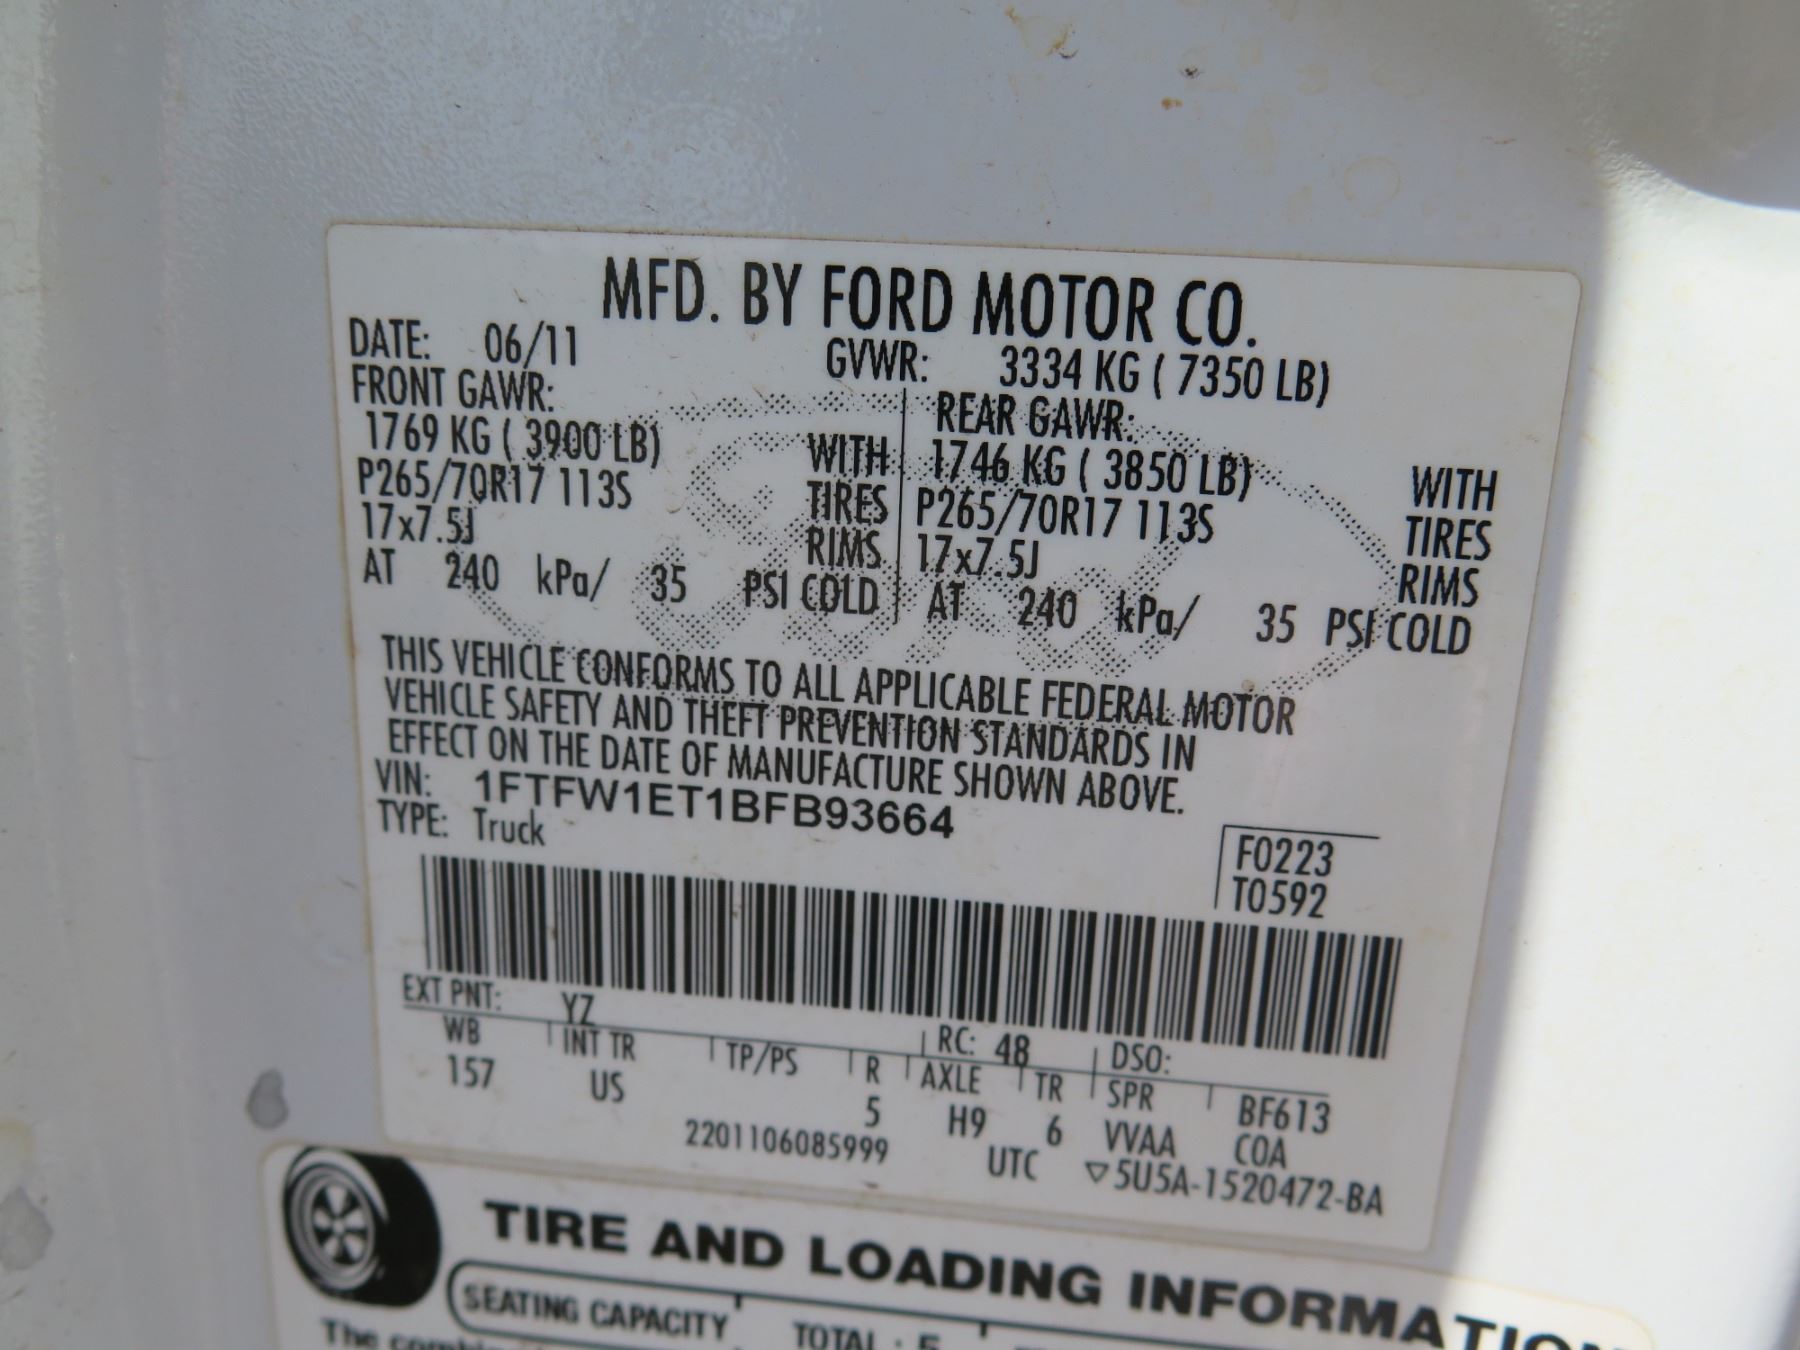 MFD. BY FORD MOTOR CO.
DATE: 06/11 GVWR: 3334 KG ( 7350 LB)
FRONT GAWR: REAR GAWR:
1769 KG ( 3900 LB) WITH 1746 KG ( 3850 LB) WITH
P265/70R17 113S TIRES P265/70R17 113S TIRES
17x7.5J RIMS 17x7.5J RIMS
AT 240 kPa/ 35 PSI COLD AT 240 kPa/ 35 PSI COLD
THIS VEHICLE CONFORMS TO ALL APPLICABLE FEDERAL MOTOR
VEHICLE SAFETY AND THEFT PREVENTION STANDARDS IN
EFFECT ON THE DATE OF MANUFACTURE SHOWN ABOVE.
VIN: 1FTFW1ET1BFB93664
TYPE: Truck
F0223
T0592
EXT PNT: YZ RC: 48 DSO:
WB INT TR TP/PS R AXLE TR SPR BF613
157 US 5 H9 6 VVAA COA
2201106085999 UTC ▽5U5A-1520472-BA
TIRE AND LOADING INFORMATION
SEATING CAPACITY TOTAL : 5
The